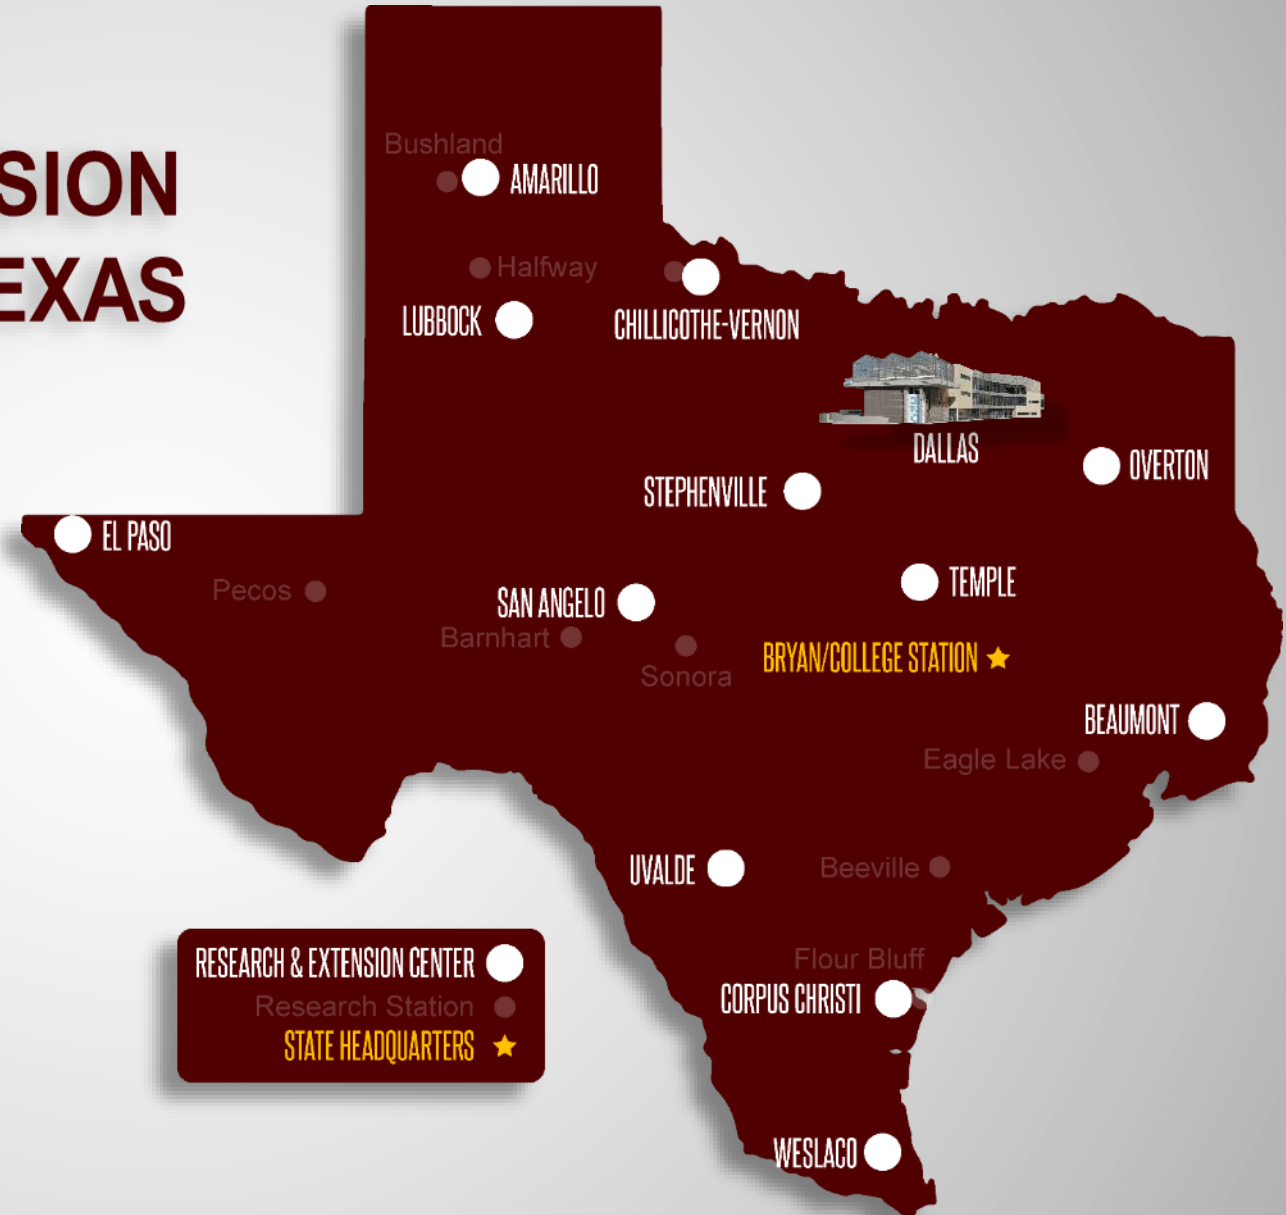 SION
EXAS
Bushland
AMARILLO
Halfway
LUBBOCK
CHILLICOTHE-VERNON
DALLAS
STEPHENVILLE
OVERTON
EL PASO
Pecos
SAN ANGELO
TEMPLE
Barnhart
Sonora
BRYAN/COLLEGE STATION
BEAUMONT
Eagle Lake
UVALDE
Beeville
Flour Bluff
CORPUS CHRISTI
WESLACO
RESEARCH & EXTENSION CENTER
Research Station
STATE HEADQUARTERS